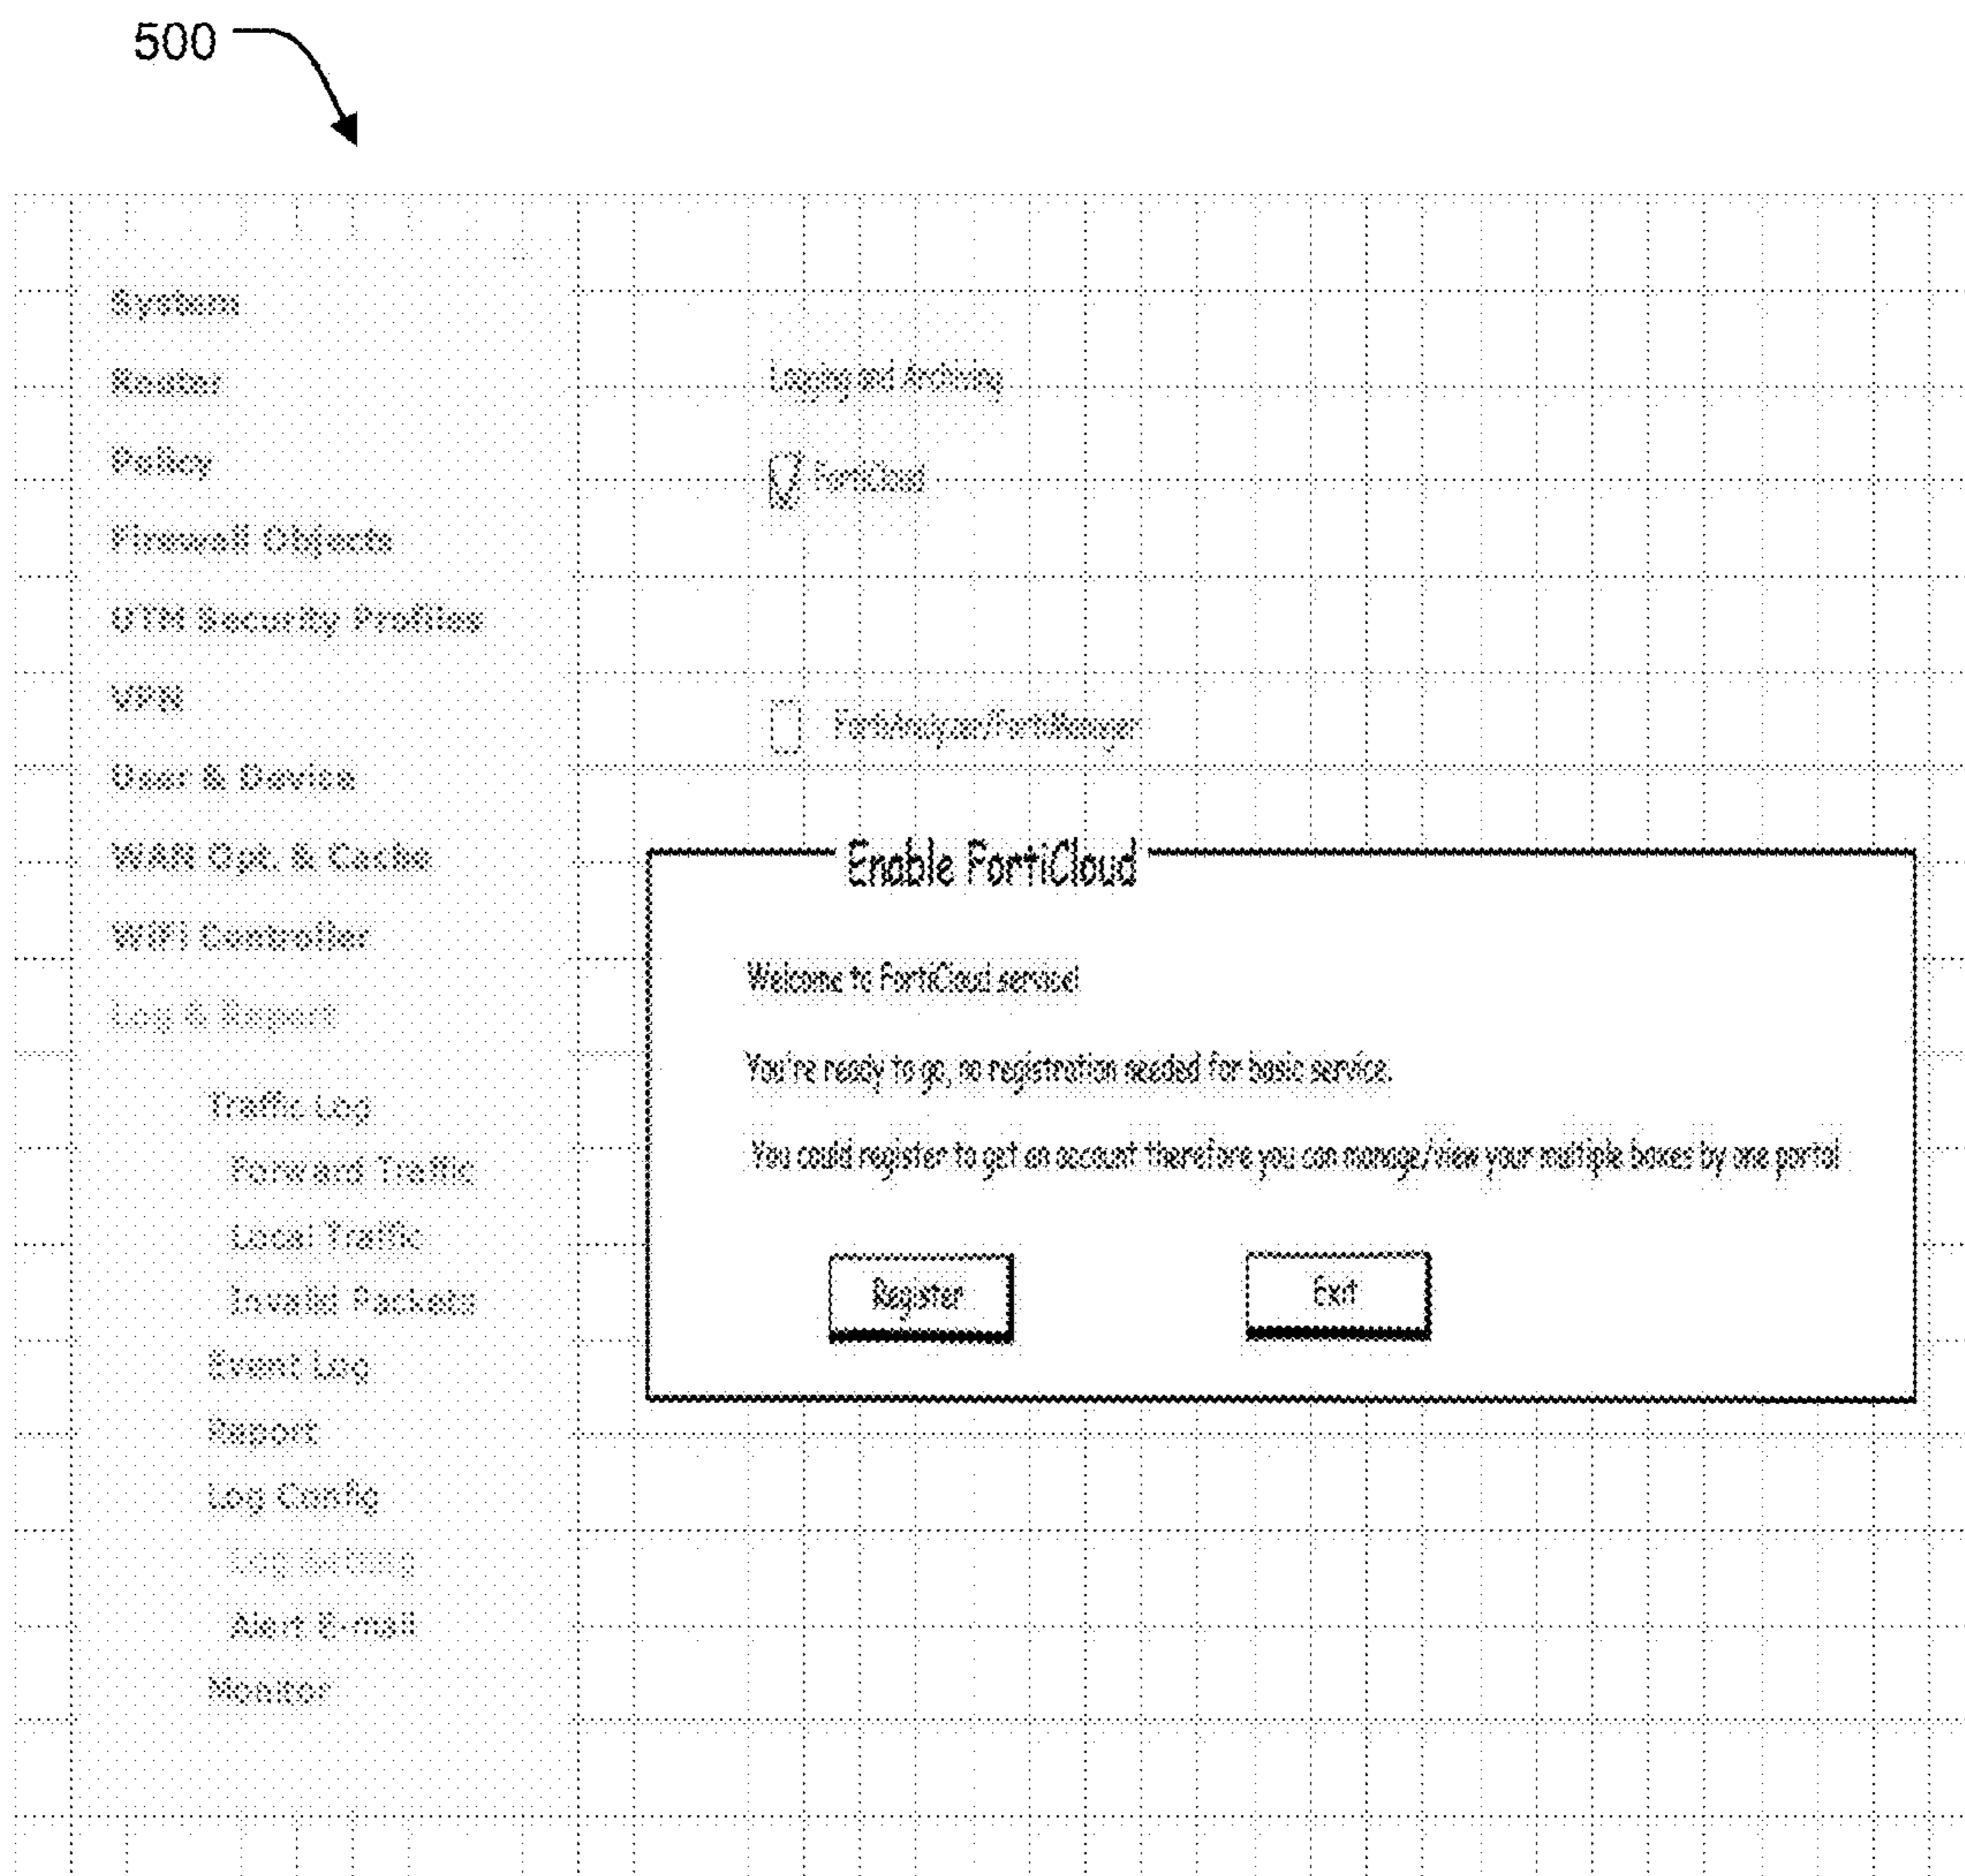 500
System
Router
Policy
Firewall Objects
UTM Security Profiles
VPN
User & Device
WAN Opt. & Cache
WIFI Controller
Log & Report
Traffic Log
Forward Traffic
Local Traffic
Invalid Packets
Event Log
Report
Log Config
Log Setting
Alert E-mail
Monitor
Logging and Archiving
FortiCloud
FortiAnalyzer/FortiManager
Enable FortiCloud
Welcome to FortiCloud service!
You're ready to go, no registration needed for basic service.
You could register to get an account therefore you can manage/view your multiple boxes by one portal
Register
Exit